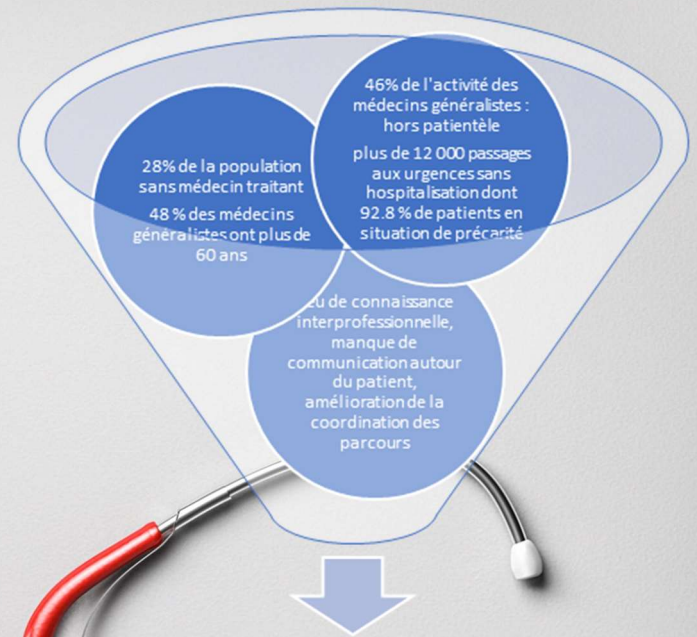 28% de la population
sans médecin traitant
48 % des médecins
généralistes ont plus de
60 ans
46% de l'activité des
médecins généralistes :
hors patientèle
plus de 12 000 passages
aux urgences sans
hospitalisation dont
92.8 % de patients en
situation de précarité
de connaissance
interprofessionnelle,
manque de
communication autour
du patient,
amélioration de la
coordination des
parcours